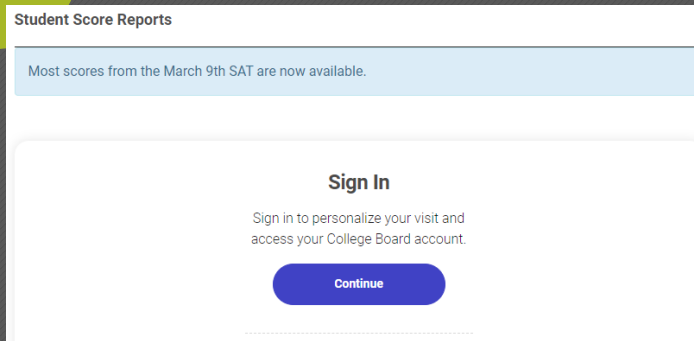 Student Score Reports
Most scores from the March 9th SAT are now available.
Sign In
Sign in to personalize your visit and
access your College Board account.
Continue